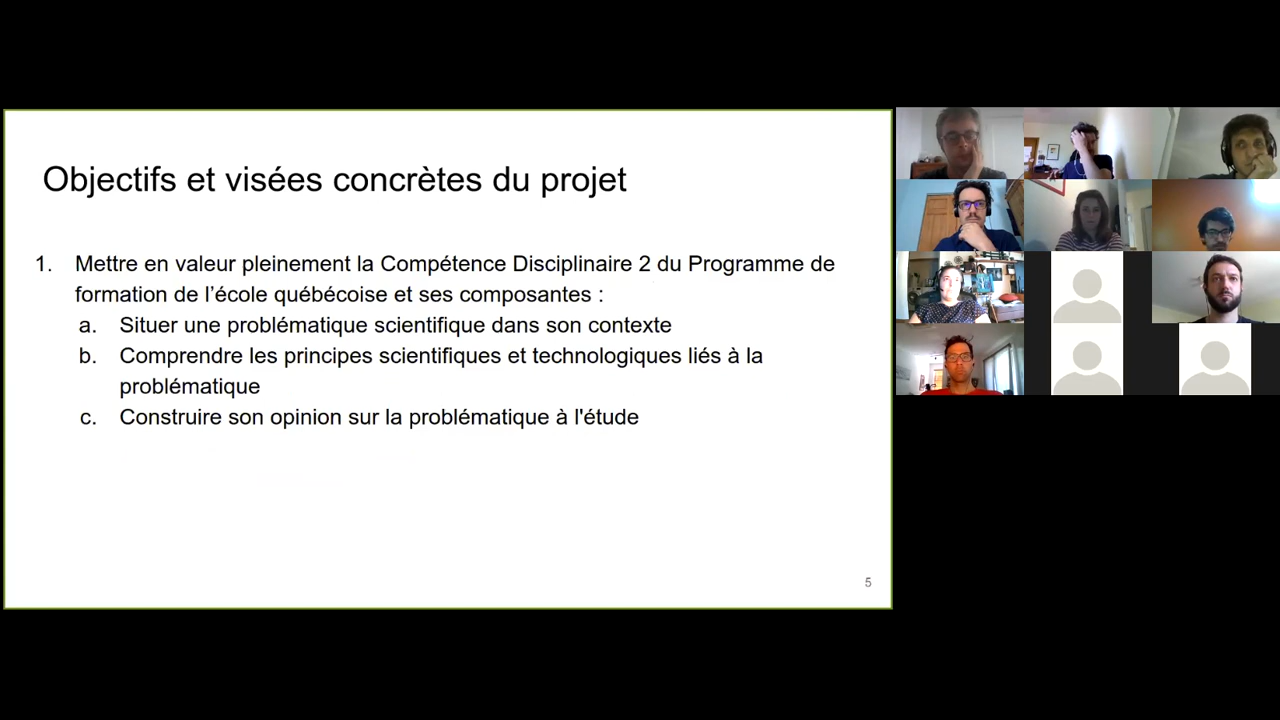 Objectifs et visées concrètes du projet
1. Mettre en valeur pleinement la Compétence Disciplinaire 2 du Programme de
formation de l’école québécoise et ses composantes :
a. Situer une problématique scientifique dans son contexte
b. Comprendre les principes scientifiques et technologiques liés à la
problématique
c. Construire son opinion sur la problématique à l'étude
5